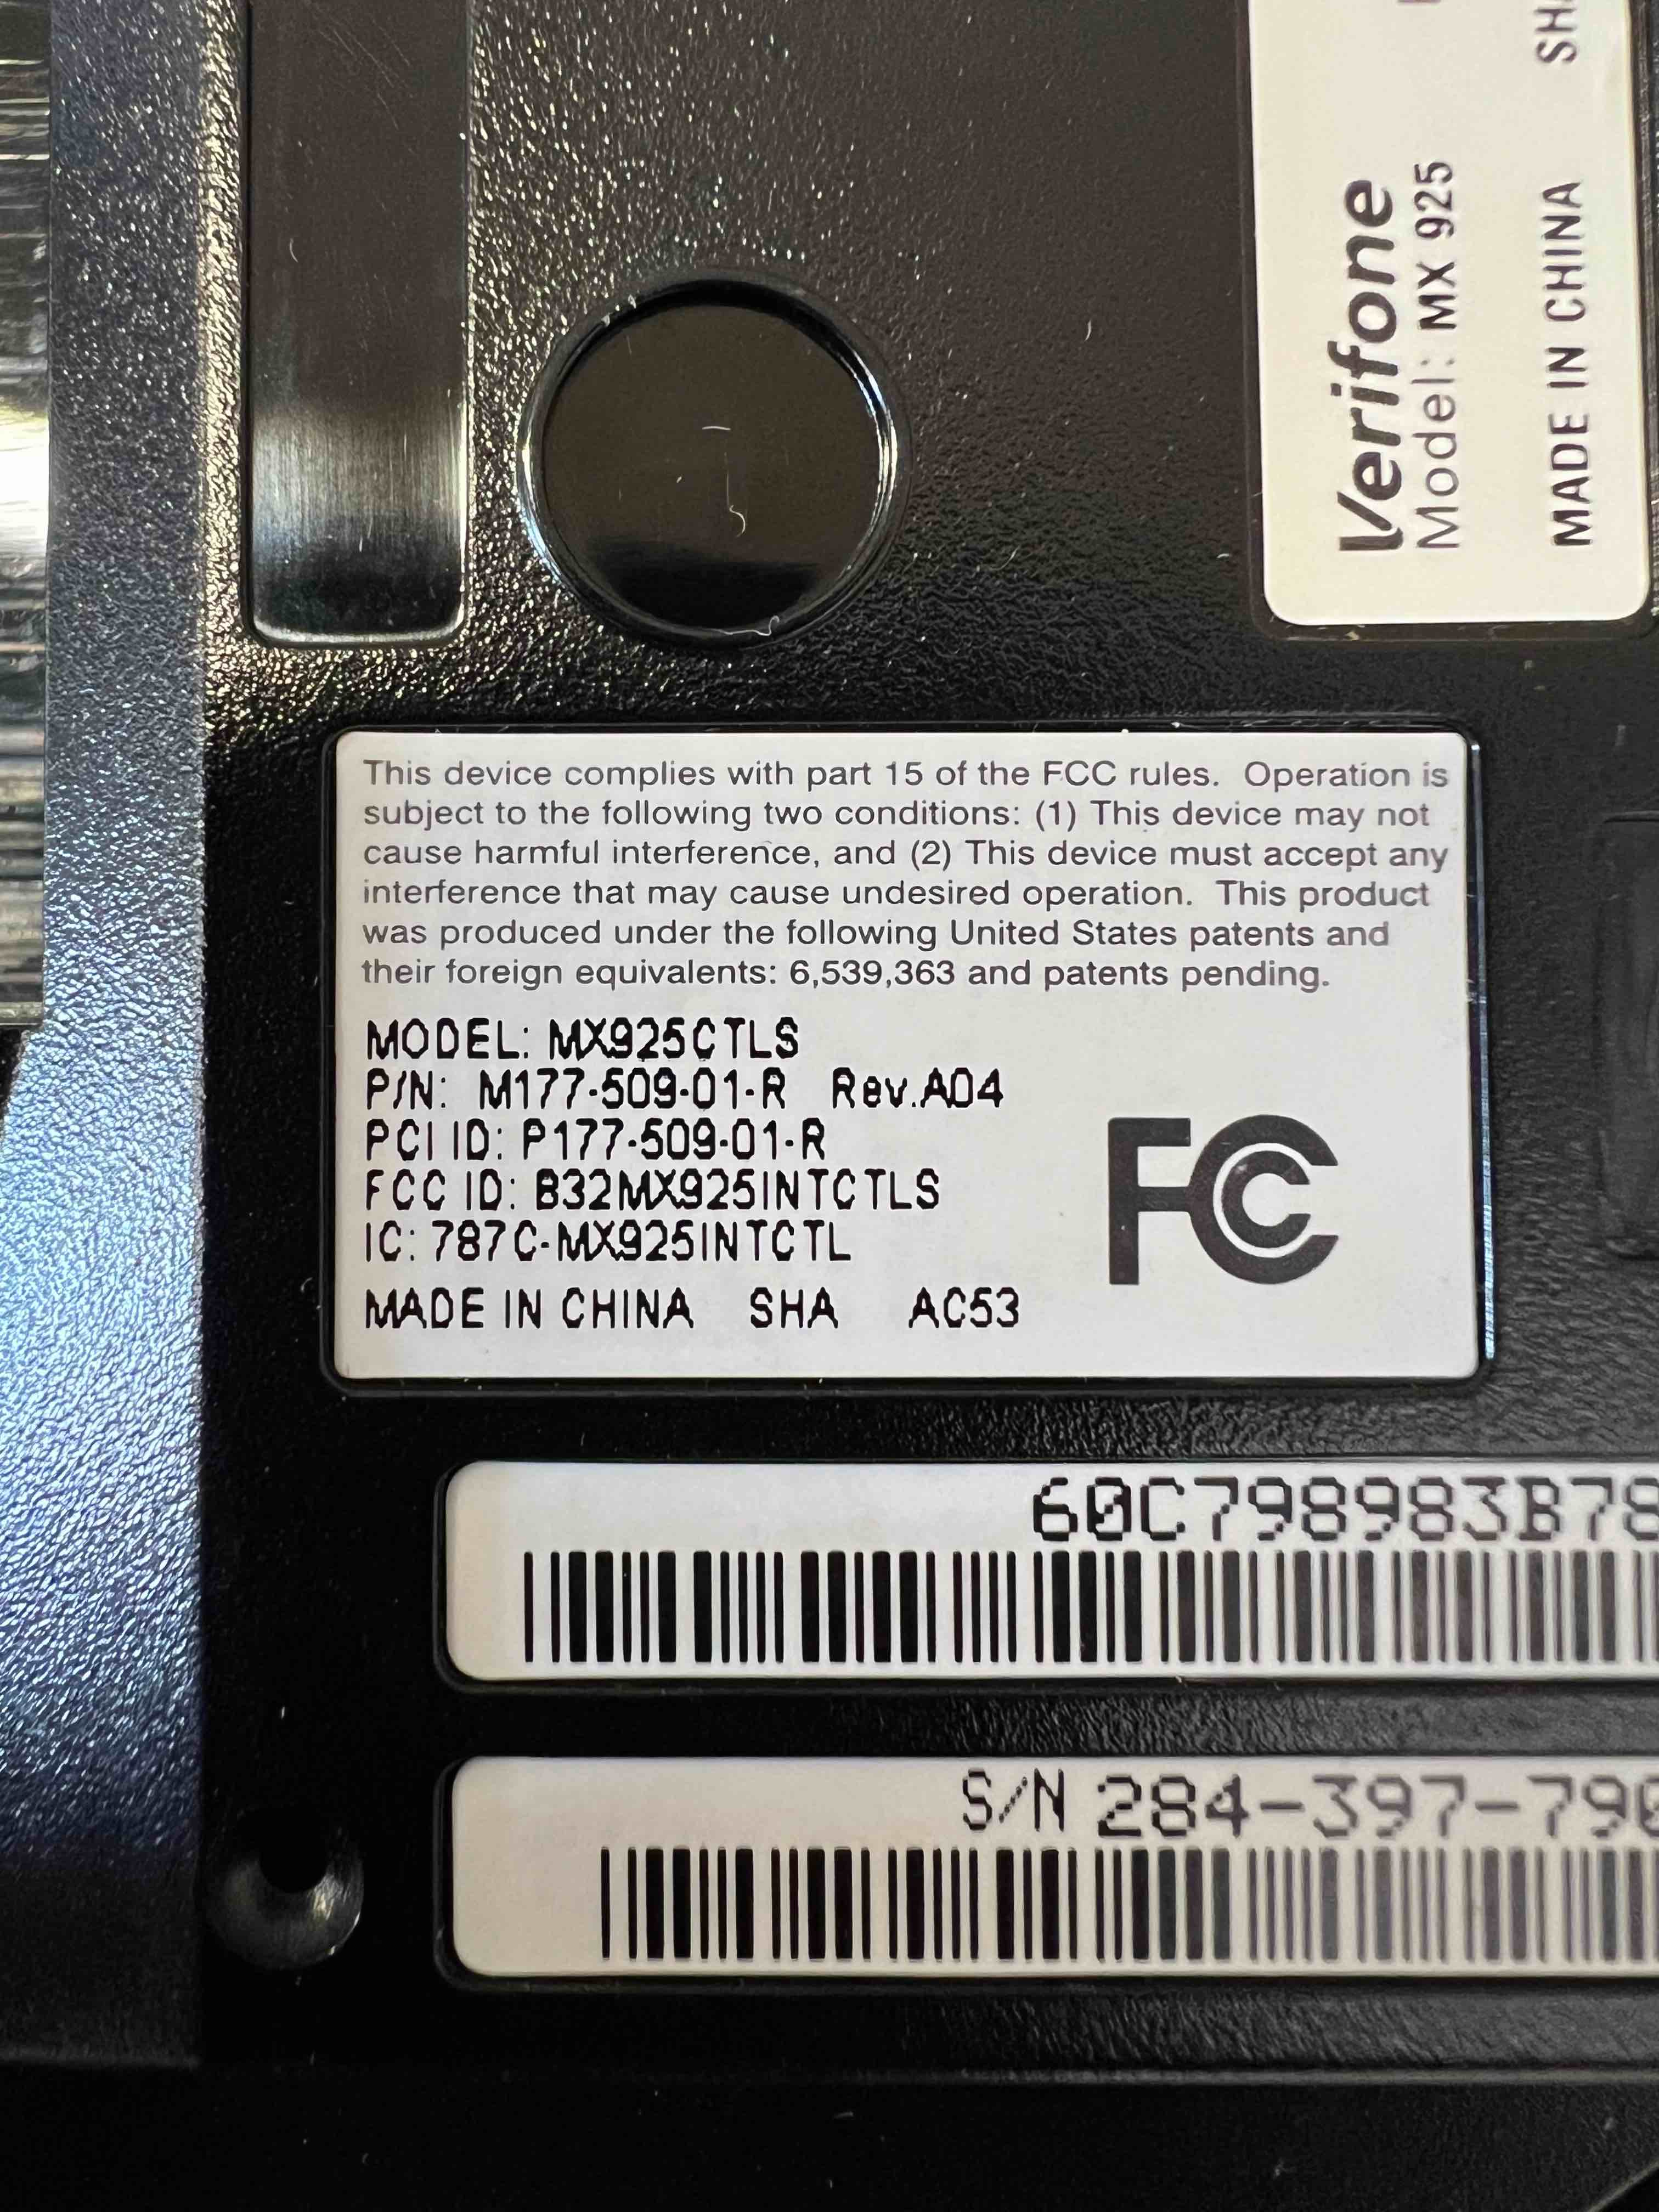 Verifone
Model: MX 925
MADE IN CHINA
This device complies with part 15 of the FCC rules.  Operation is
subject to the following two conditions: (1) This device may not
cause harmful interference, and (2) This device must accept any
interference that may cause undesired operation.  This product
was produced under the following United States patents and
their foreign equivalents: 6,539,363 and patents pending.
MODEL: MX925CTLS
P/N: M177-509-01-R Rev.A04
PCI ID: P177-509-01-R
FCC ID: B32MX925INTCTLS
IC: 787C-MX925INTCTL
MADE IN CHINA SHA AC53
FC
60C798983B78
S/N 284-397-790